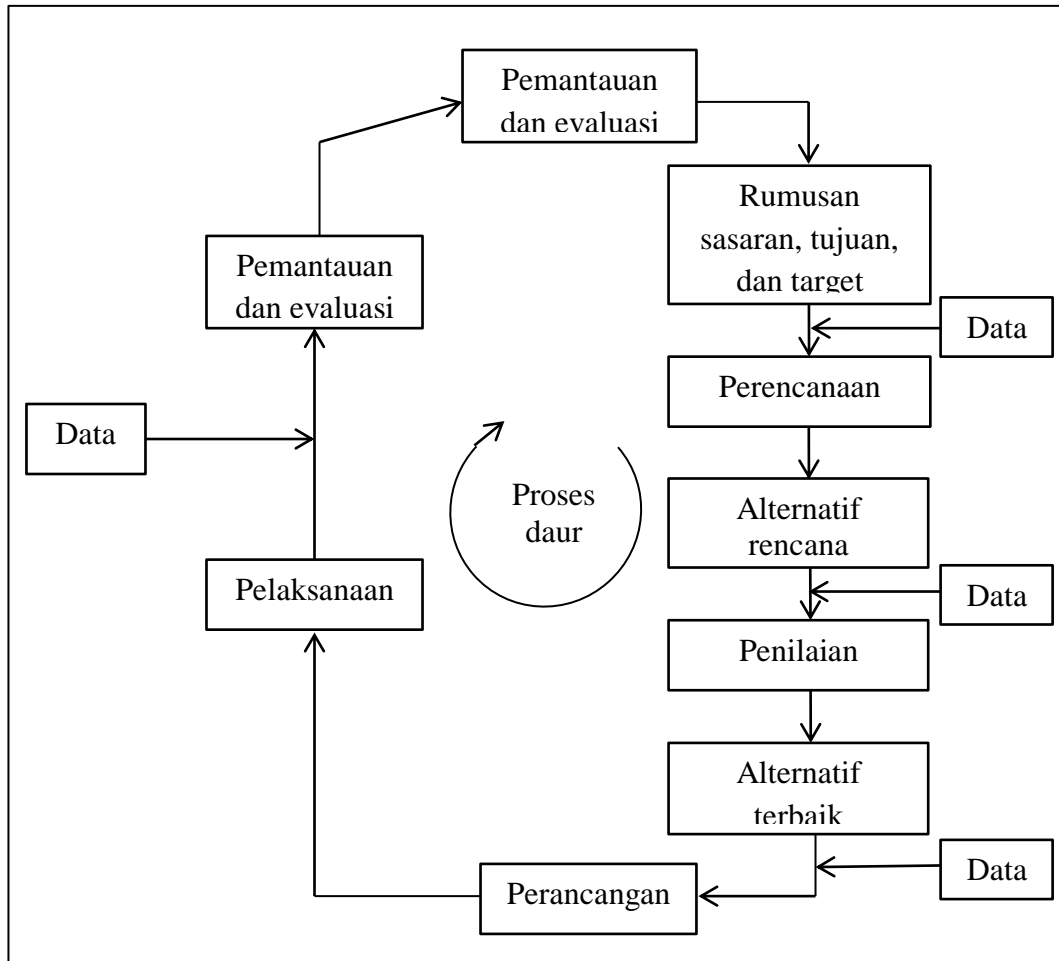 Pemantauan
dan evaluasi
Rumusan
sasaran, tujuan,
dan target
Data
Perencanaan
Alternatif
rencana
Data
Penilaian
Alternatif
terbaik
Data
Perancangan
Pelaksanaan
Data
Pemantauan
dan evaluasi
Proses
daur